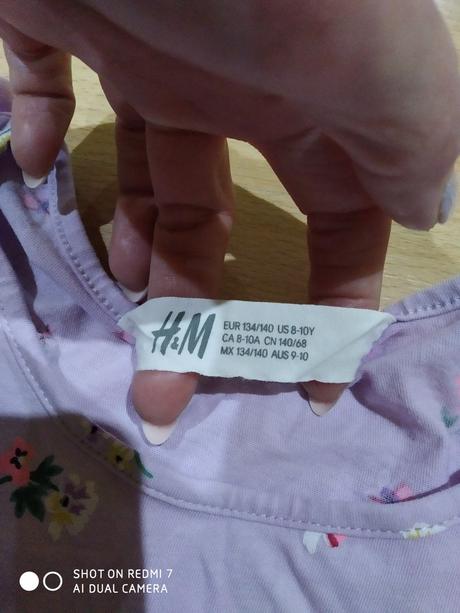 H&M
EUR 134/140 US 8-10Y
CA 8-10A CN 140/68
MX 134/140 AUS 9-10
SHOT ON REDMI 7
AI DUAL CAMERA